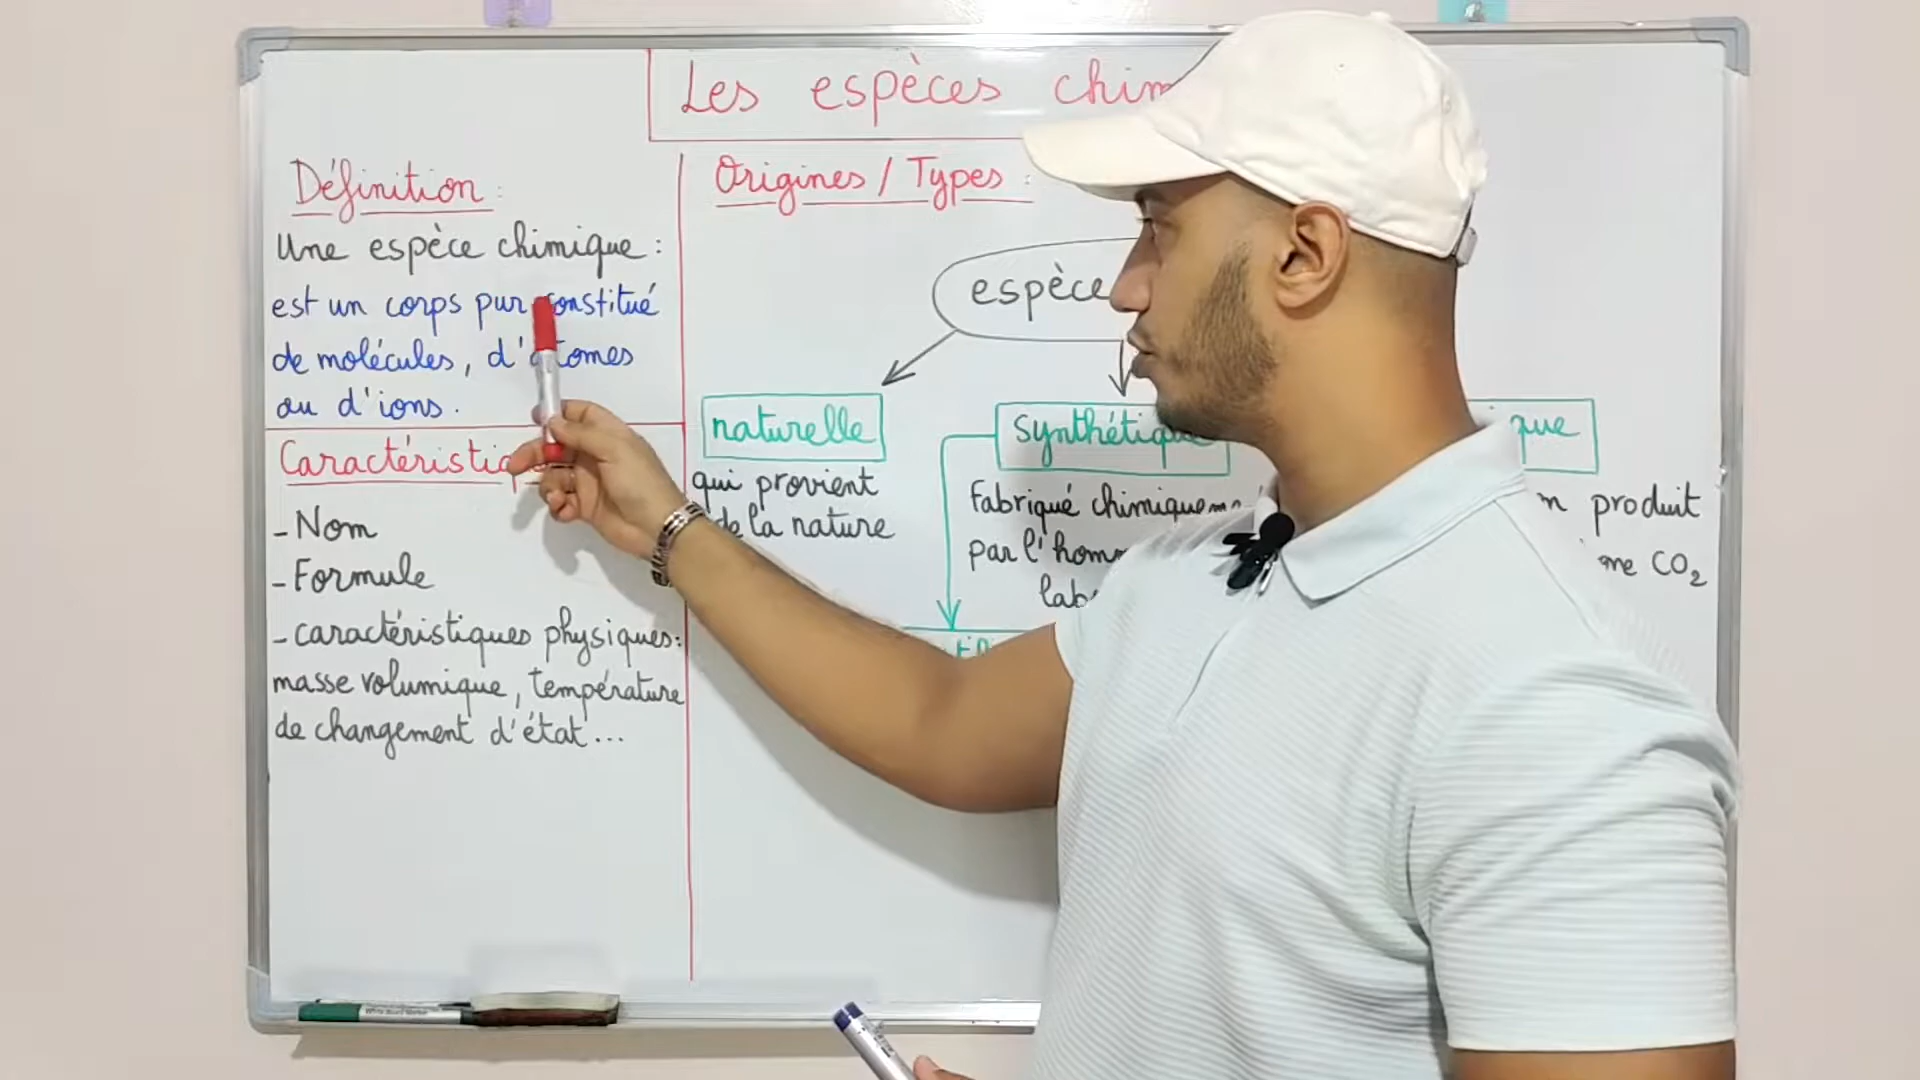 Les espèces chim
Définition :
Une espèce chimique :
est un corps pur constitué
de molécules, d'atomes
ou d'ions.
Caractéristiq
- Nom
- Formule
- caractéristiques physiques:
masse volumique, température
de changement d'état...
Origines / Types :
espèce
naturelle
qui provient
de la nature
synthétique
Fabriqué chimiquem
par l'homm
lab
que
n produit
me CO₂